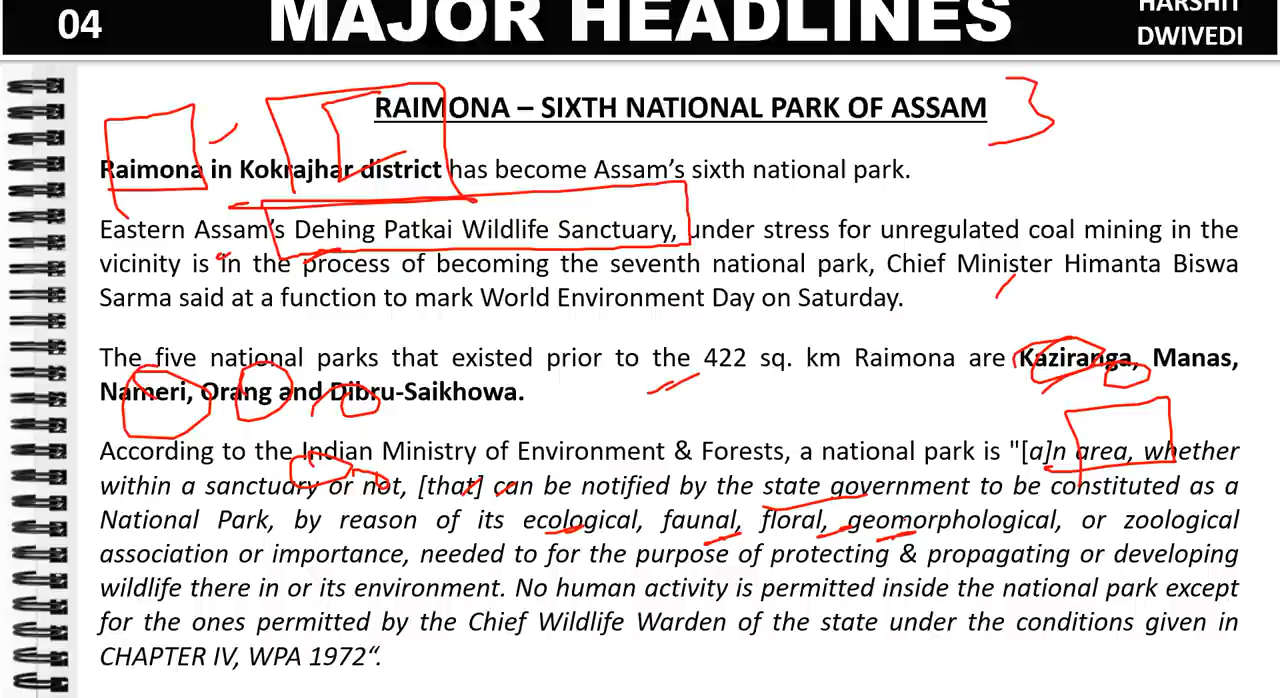 04
MAJOR HEADLINES
HARSHIT
DWIVEDI
RAIMONA – SIXTH NATIONAL PARK OF ASSAM
Raimona in Kokrajhar district has become Assam's sixth national park.
Eastern Assam's Dehing Patkai Wildlife Sanctuary, under stress for unregulated coal mining in the
vicinity is in the process of becoming the seventh national park, Chief Minister Himanta Biswa
Sarma said at a function to mark World Environment Day on Saturday.
The five national parks that existed prior to the 422 sq. km Raimona are Kaziranga, Manas,
Nameri, Orang and Dibru-Saikhowa.
According to the Indian Ministry of Environment & Forests, a national park is "[a]n area, whether
within a sanctuary or not, [that] can be notified by the state government to be constituted as a
National Park, by reason of its ecological, faunal, floral, geomorphological, or zoological
association or importance, needed to for the purpose of protecting & propagating or developing
wildlife there in or its environment. No human activity is permitted inside the national park except
for the ones permitted by the Chief Wildlife Warden of the state under the conditions given in
CHAPTER IV, WPA 1972“.